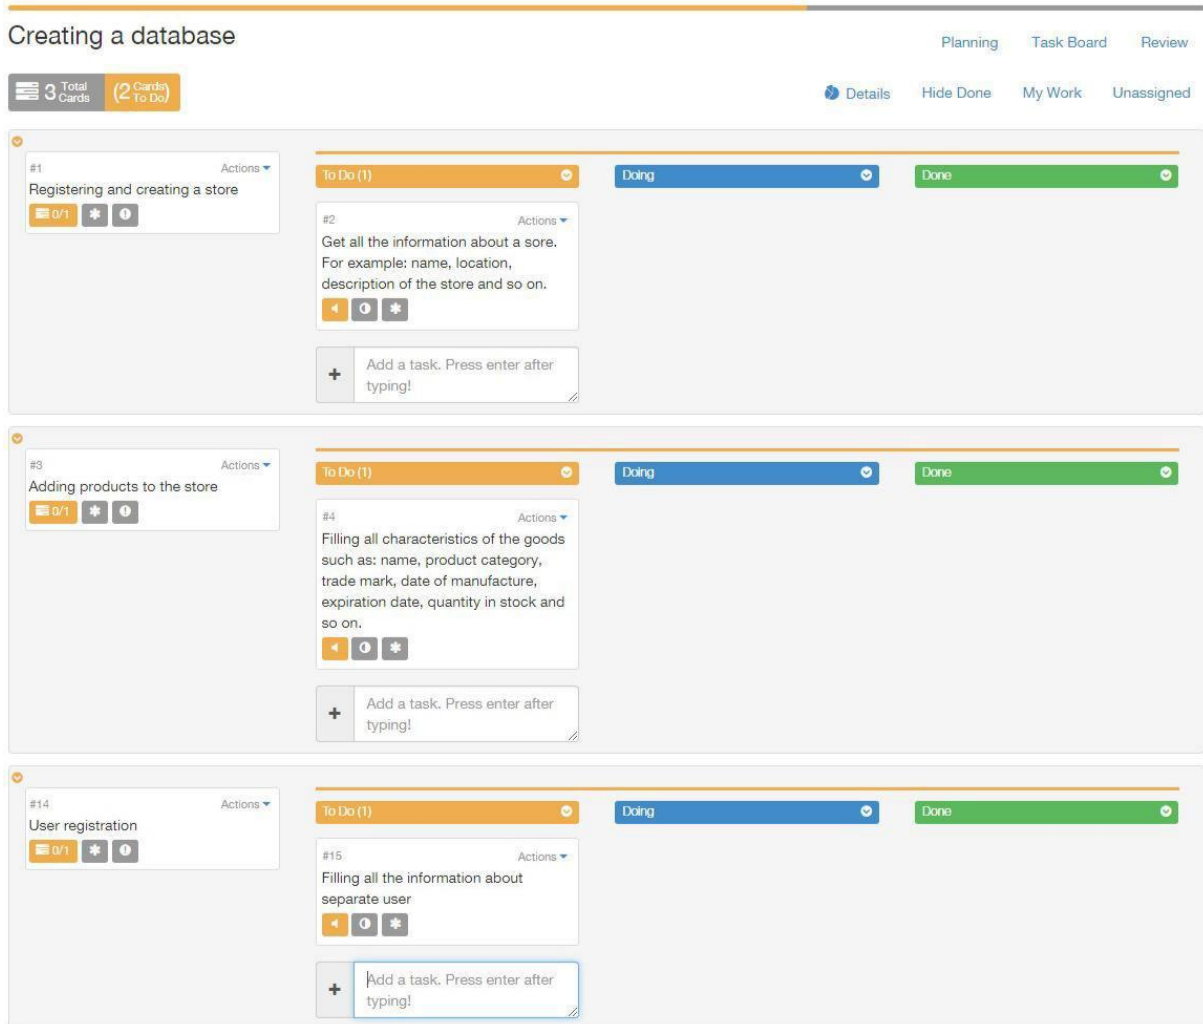 Creating a database
Planning Task Board Review
3 Total Cards (2 Cards To Do)
Details Hide Done My Work Unassigned
#1 Actions
Registering and creating a store
0/1
To Do (1) Doing Done
#2 Actions
Get all the information about a sore.
For example: name, location,
description of the store and so on.
Add a task. Press enter after
typing!
#3 Actions
Adding products to the store
0/1
To Do (1) Doing Done
#4 Actions
Filling all characteristics of the goods
such as: name, product category,
trade mark, date of manufacture,
expiration date, quantity in stock and
so on.
Add a task. Press enter after
typing!
#14 Actions
User registration
0/1
To Do (1) Doing Done
#15 Actions
Filling all the information about
separate user
Add a task. Press enter after
typing!